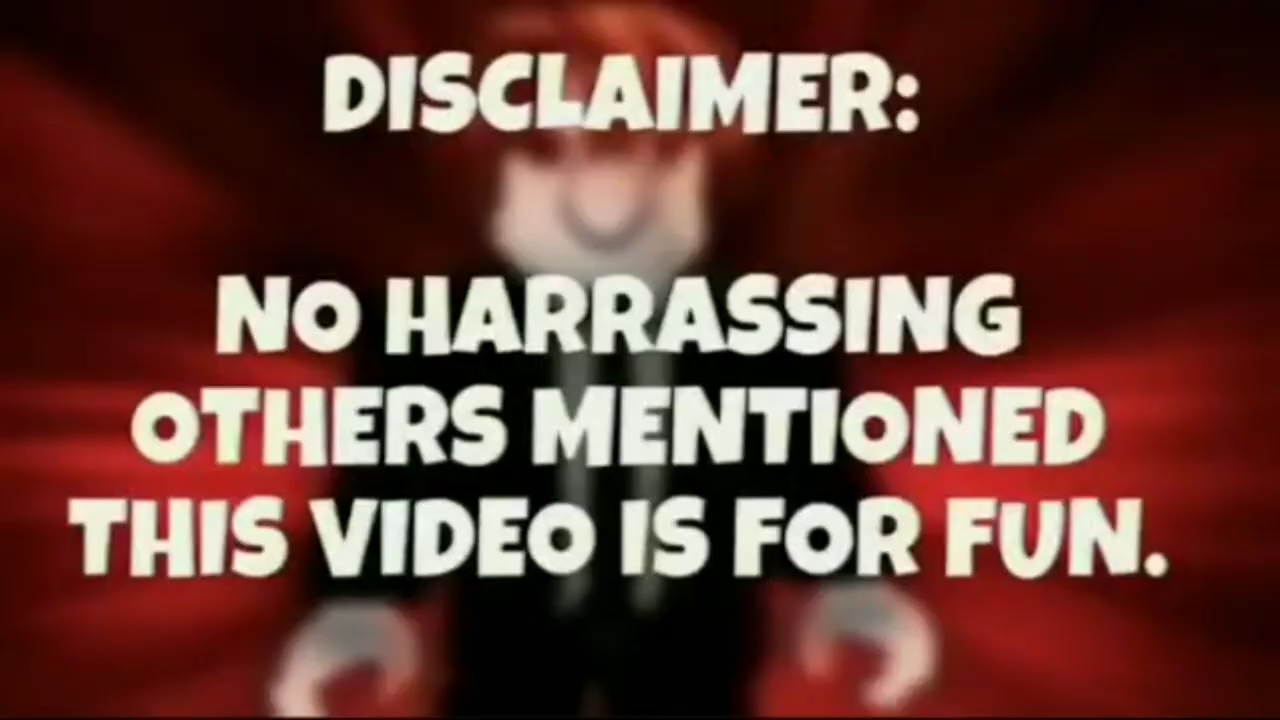 DISCLAIMER:
NO HARRASSING
OTHERS MENTIONED
THIS VIDEO IS FOR FUN.